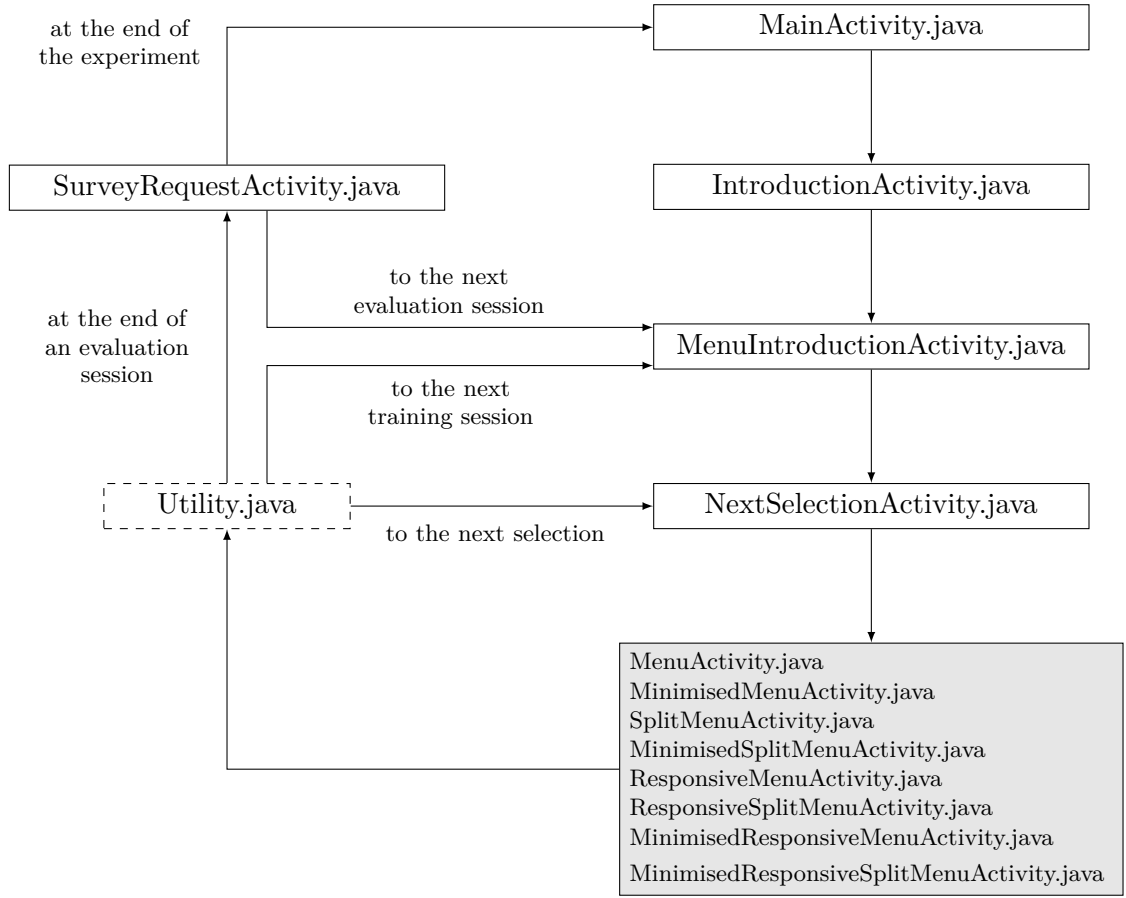 at the end of
the experiment
MainActivity.java
SurveyRequestActivity.java
IntroductionActivity.java
to the next
evaluation session
at the end of
an evaluation
session
MenuIntroductionActivity.java
to the next
training session
Utility.java
NextSelectionActivity.java
to the next selection
MenuActivity.java
MinimisedMenuActivity.java
SplitMenuActivity.java
MinimisedSplitMenuActivity.java
ResponsiveMenuActivity.java
ResponsiveSplitMenuActivity.java
MinimisedResponsiveMenuActivity.java
MinimisedResponsiveSplitMenuActivity.java